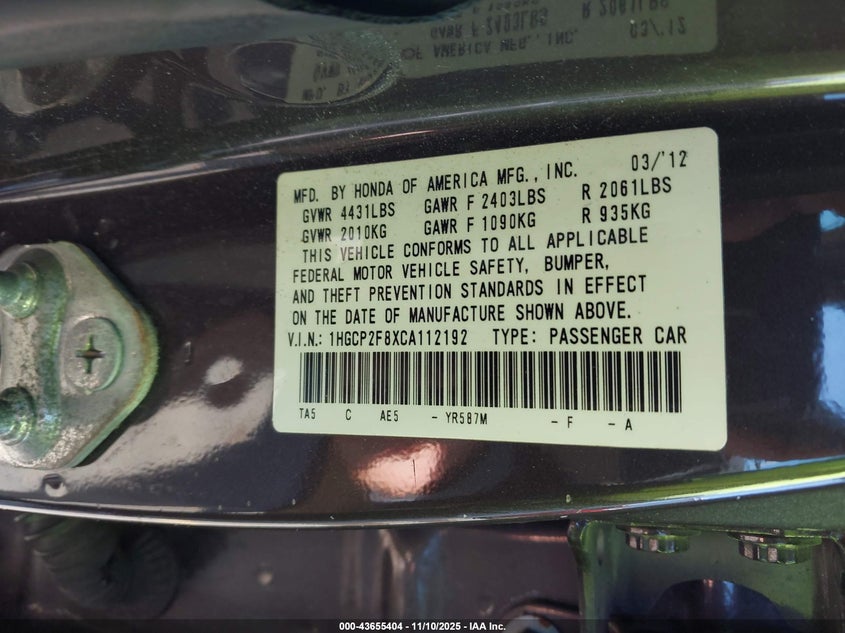 MFD. BY HONDA OF AMERICA MFG., INC. 03/'12
GVWR 4431LBS GAWR F 2403LBS R 2061LBS
GVWR 2010KG GAWR F 1090KG R 935KG
THIS VEHICLE CONFORMS TO ALL APPLICABLE
FEDERAL MOTOR VEHICLE SAFETY, BUMPER,
AND THEFT PREVENTION STANDARDS IN EFFECT
ON THE DATE OF MANUFACTURE SHOWN ABOVE.
V.I.N.: 1HGCP2F8XCA112192 TYPE: PASSENGER CAR
TA5 C AE5 - YR587M - F - A
000-43655404 - 11/10/2025 - IAA Inc.